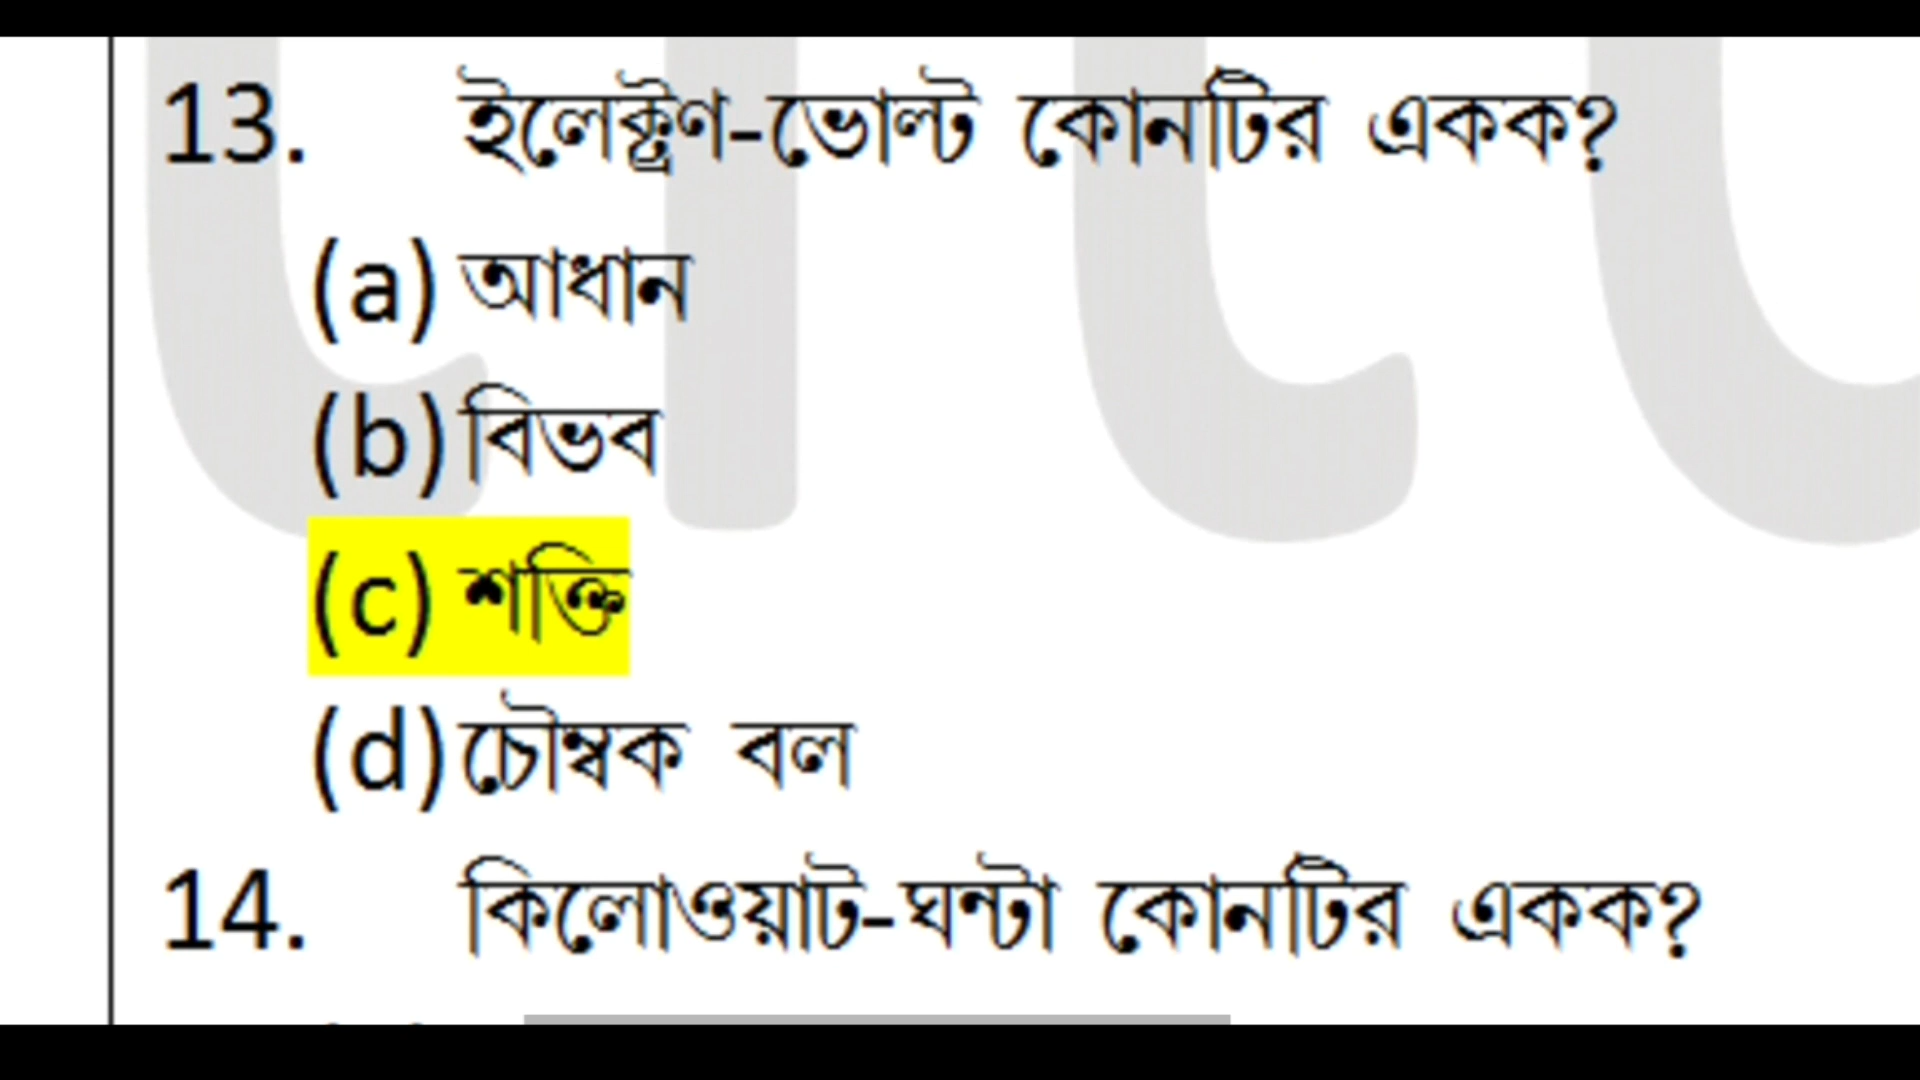 13. ইলেক্ট্রণ-ভোল্ট কোনটির একক?
(a) আধান
(b) বিভব
(c) শক্তি
(d) চৌম্বক বল
14. কিলোওয়াট-ঘন্টা কোনটির একক?